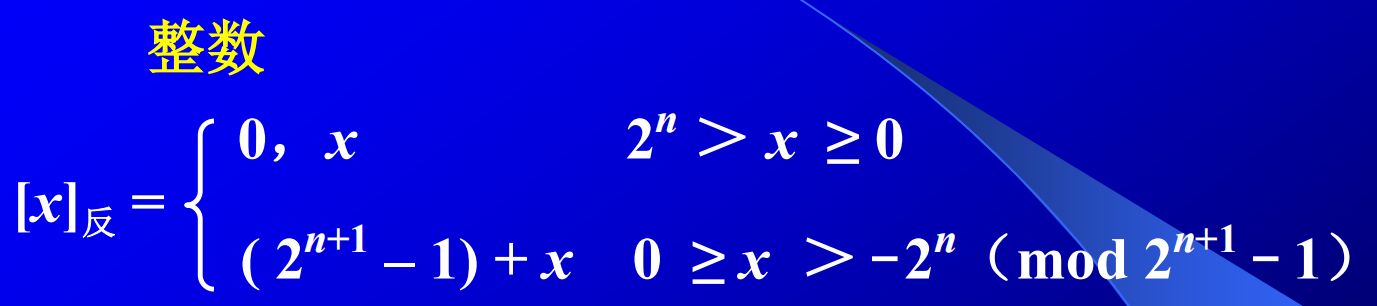 整数
0，x 2ⁿ > x ≥ 0
[x]反 =
( 2ⁿ⁺¹ – 1) + x 0 ≥ x > -2ⁿ（mod 2ⁿ⁺¹ - 1）